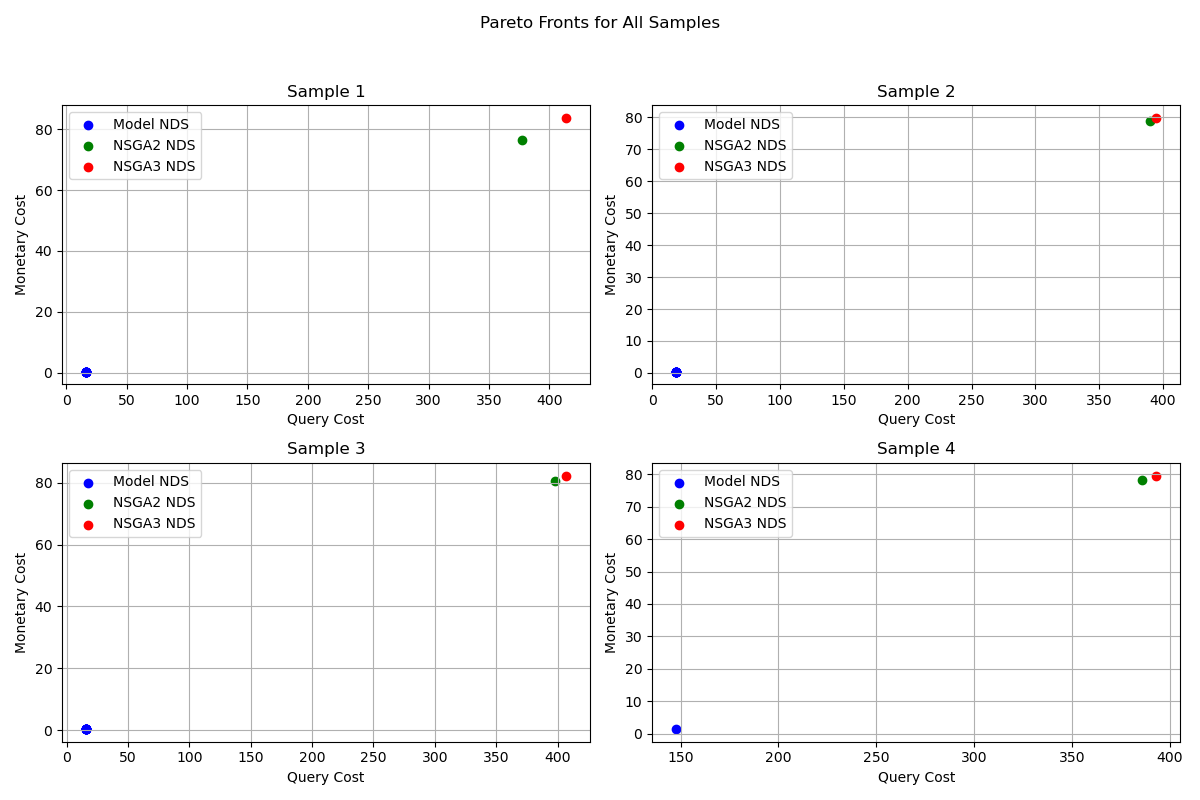 Pareto Fronts for All Samples
Sample 1
Model NDS
NSGA2 NDS
NSGA3 NDS
Monetary Cost
80
60
40
20
0
0 50 100 150 200 250 300 350 400
Query Cost
Sample 2
Model NDS
NSGA2 NDS
NSGA3 NDS
Monetary Cost
80
70
60
50
40
30
20
10
0
0 50 100 150 200 250 300 350 400
Query Cost
Sample 3
Model NDS
NSGA2 NDS
NSGA3 NDS
Monetary Cost
80
60
40
20
0
0 50 100 150 200 250 300 350 400
Query Cost
Sample 4
Model NDS
NSGA2 NDS
NSGA3 NDS
Monetary Cost
80
70
60
50
40
30
20
10
0
150 200 250 300 350 400
Query Cost